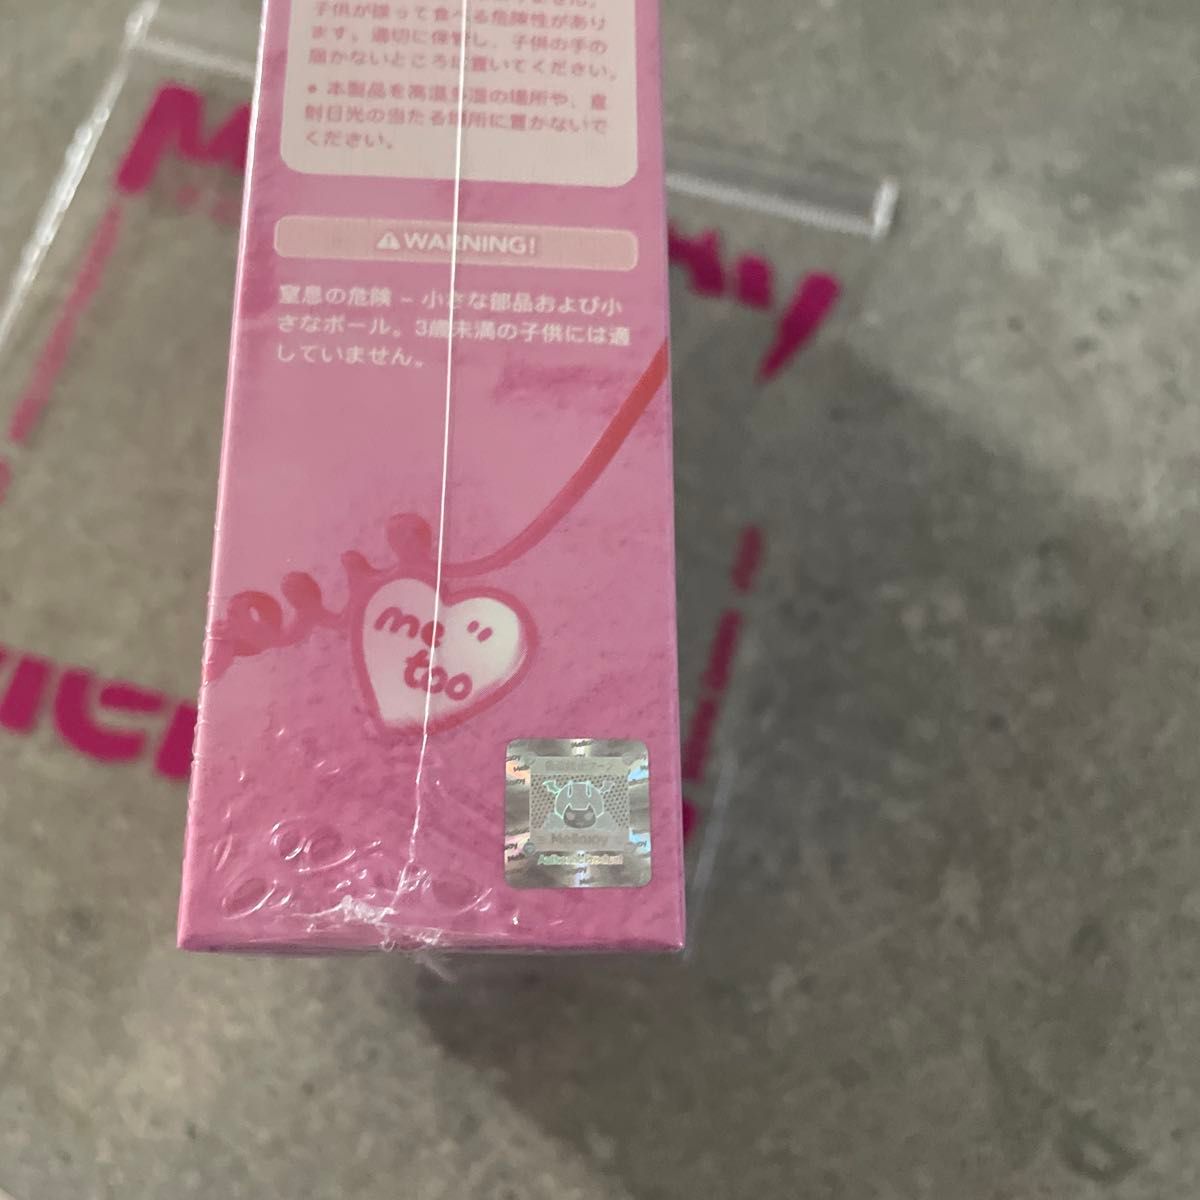 子供が誤って食べる危険性があり
ます。適切に保管し、子供の手の
届かないところに置いてください。
• 本製品を高温多湿の場所や、直
射日光の当たる場所に置かないで
ください。
⚠WARNING!
窒息の危険 – 小さな部品および小
さなボール。3歳未満の子供には適
していません。
me "
too
Melloxy
Authentic Product